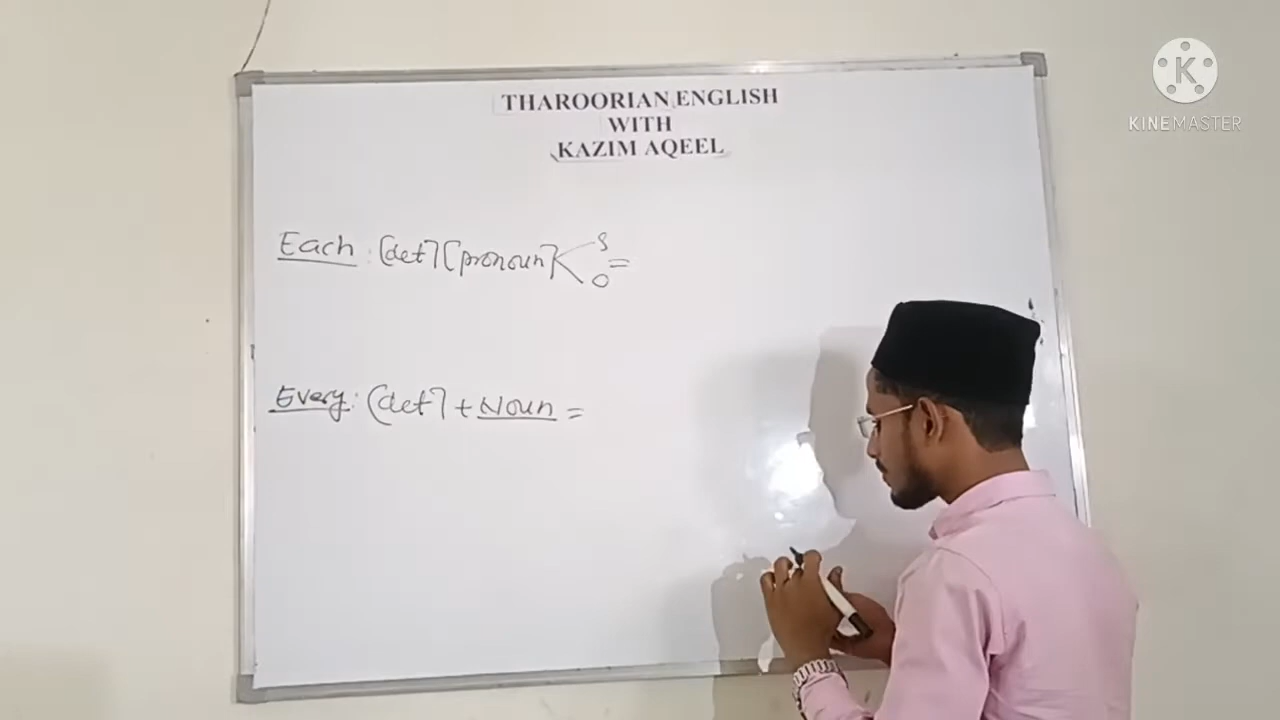 THAROORIAN ENGLISH
WITH
KAZIM AQEEL
KINEMASTER
Each : [det] [pronoun] < S O =
Every : [det] + Noun =